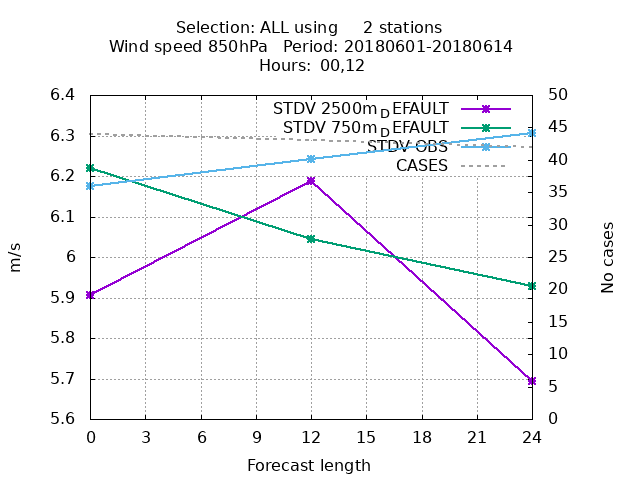 Selection: ALL using     2 stations
Wind speed 850hPa   Period: 20180601-20180614
Hours: 00,12
STDV 2500m_DEFAULT
STDV 750m_DEFAULT
STDV OBS
CASES
6.4
6.3
6.2
6.1
6
5.9
5.8
5.7
5.6
m/s
50
45
40
35
30
25
20
15
10
5
0
No cases
0 3 6 9 12 15 18 21 24
Forecast length